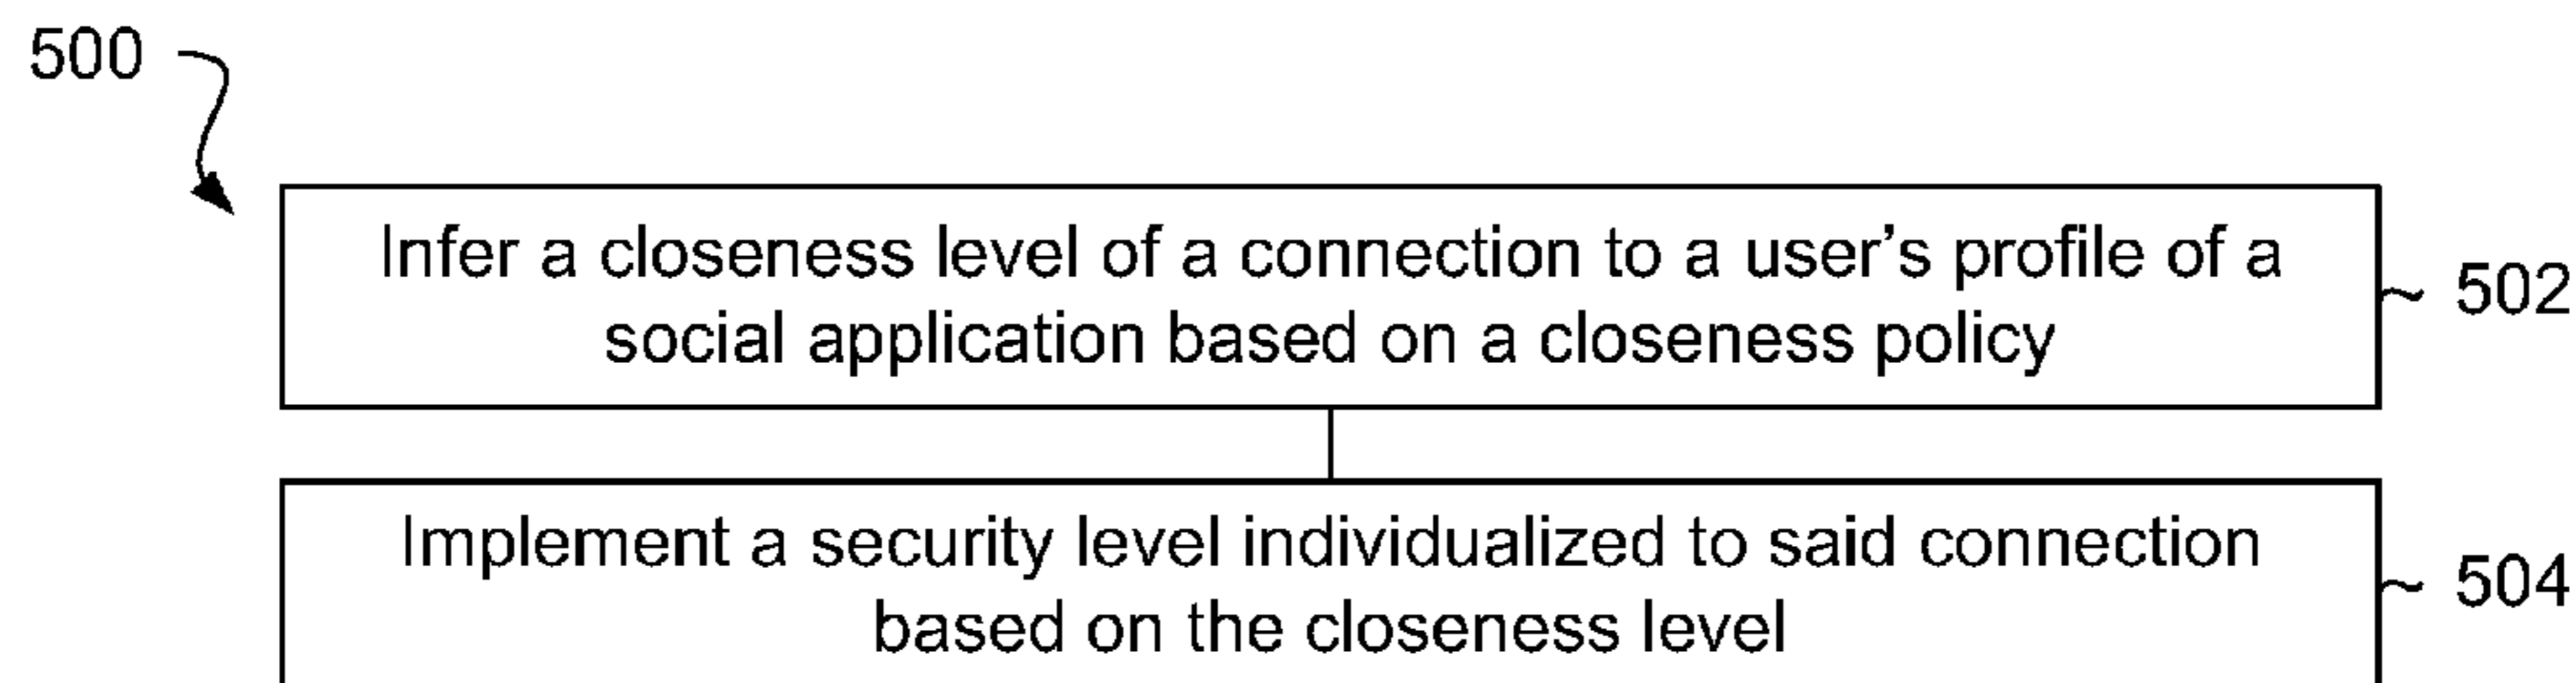 500
Infer a closeness level of a connection to a user’s profile of a
social application based on a closeness policy
502
Implement a security level individualized to said connection
based on the closeness level
504